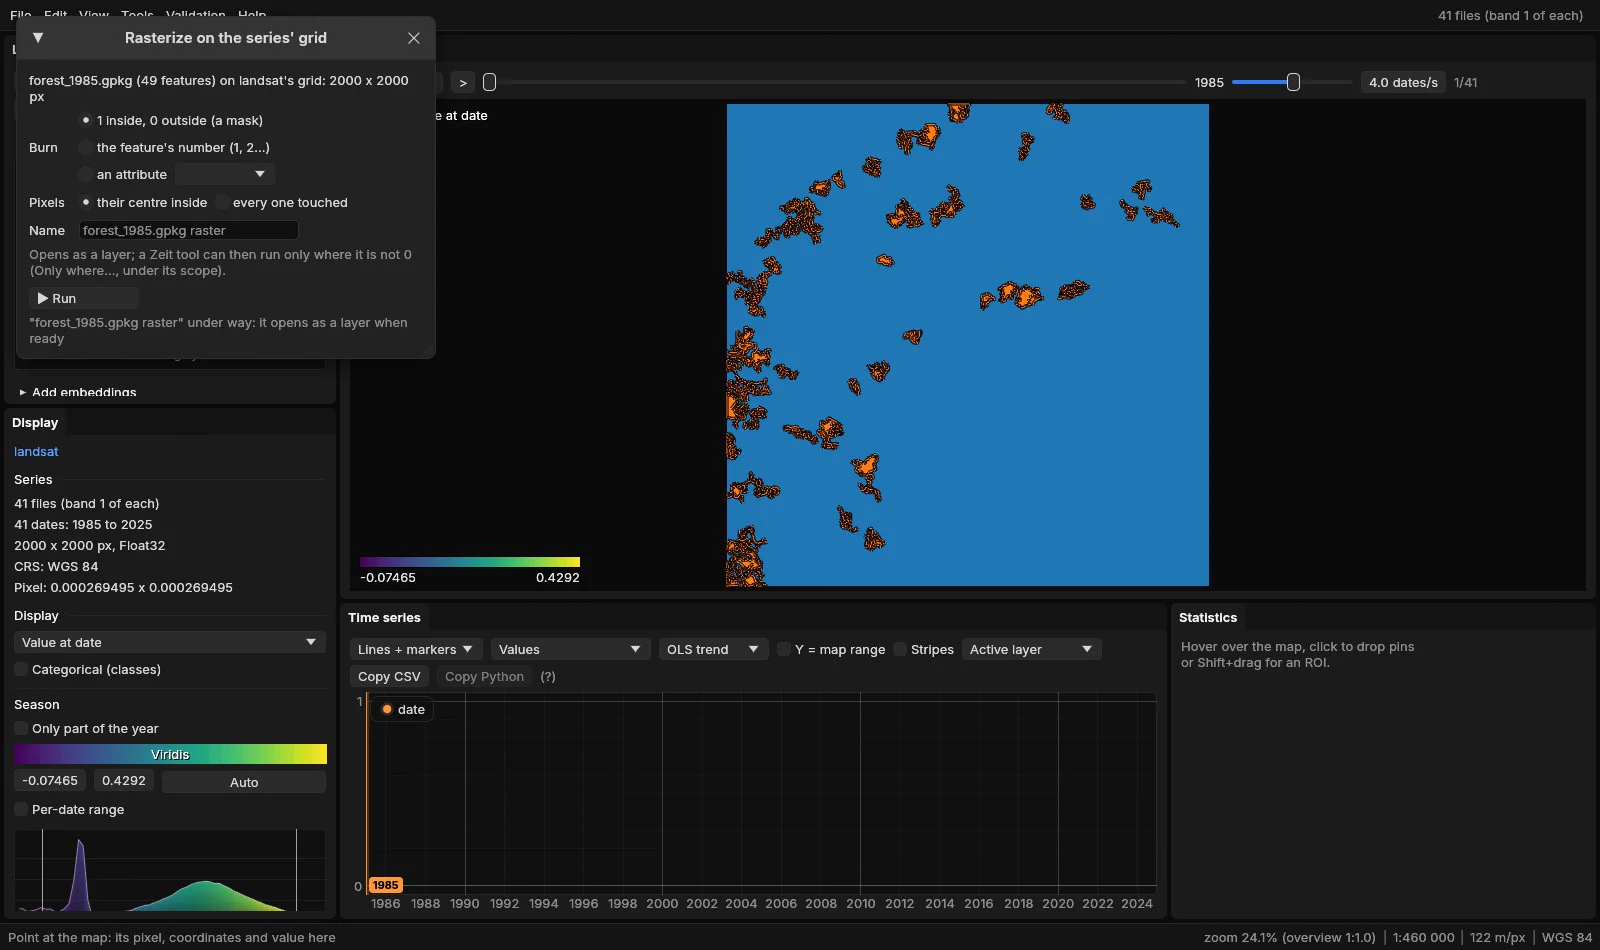 File Edit View Tools Validation Help
41 files (band 1 of each)
Rasterize on the series' grid
forest_1985.gpkg (49 features) on landsat's grid: 2000 x 2000
px
1 inside, 0 outside (a mask)
Burn the feature's number (1, 2...)
an attribute
Pixels their centre inside every one touched
Name forest_1985.gpkg raster
Opens as a layer; a Zeit tool can then run only where it is not 0
(Only where..., under its scope).
Run
"forest_1985.gpkg raster" under way: it opens as a layer when
ready
> 1985 4.0 dates/s 1/41
e at date
-0.07465 0.4292
Add embeddings
Display
landsat
Series
41 files (band 1 of each)
41 dates: 1985 to 2025
2000 x 2000 px, Float32
CRS: WGS 84
Pixel: 0.000269495 x 0.000269495
Display
Value at date
Categorical (classes)
Season
Only part of the year
Viridis
-0.07465 0.4292 Auto
Per-date range
Time series
Lines + markers Values OLS trend Y = map range Stripes Active layer
Copy CSV Copy Python (?)
1
date
0
1985
1986 1988 1990 1992 1994 1996 1998 2000 2002 2004 2006 2008 2010 2012 2014 2016 2018 2020 2022 2024
Statistics
Hover over the map, click to drop pins
or Shift+drag for an ROI.
Point at the map: its pixel, coordinates and value here
zoom 24.1% (overview 1:1.0) | 1:460 000 | 122 m/px | WGS 84